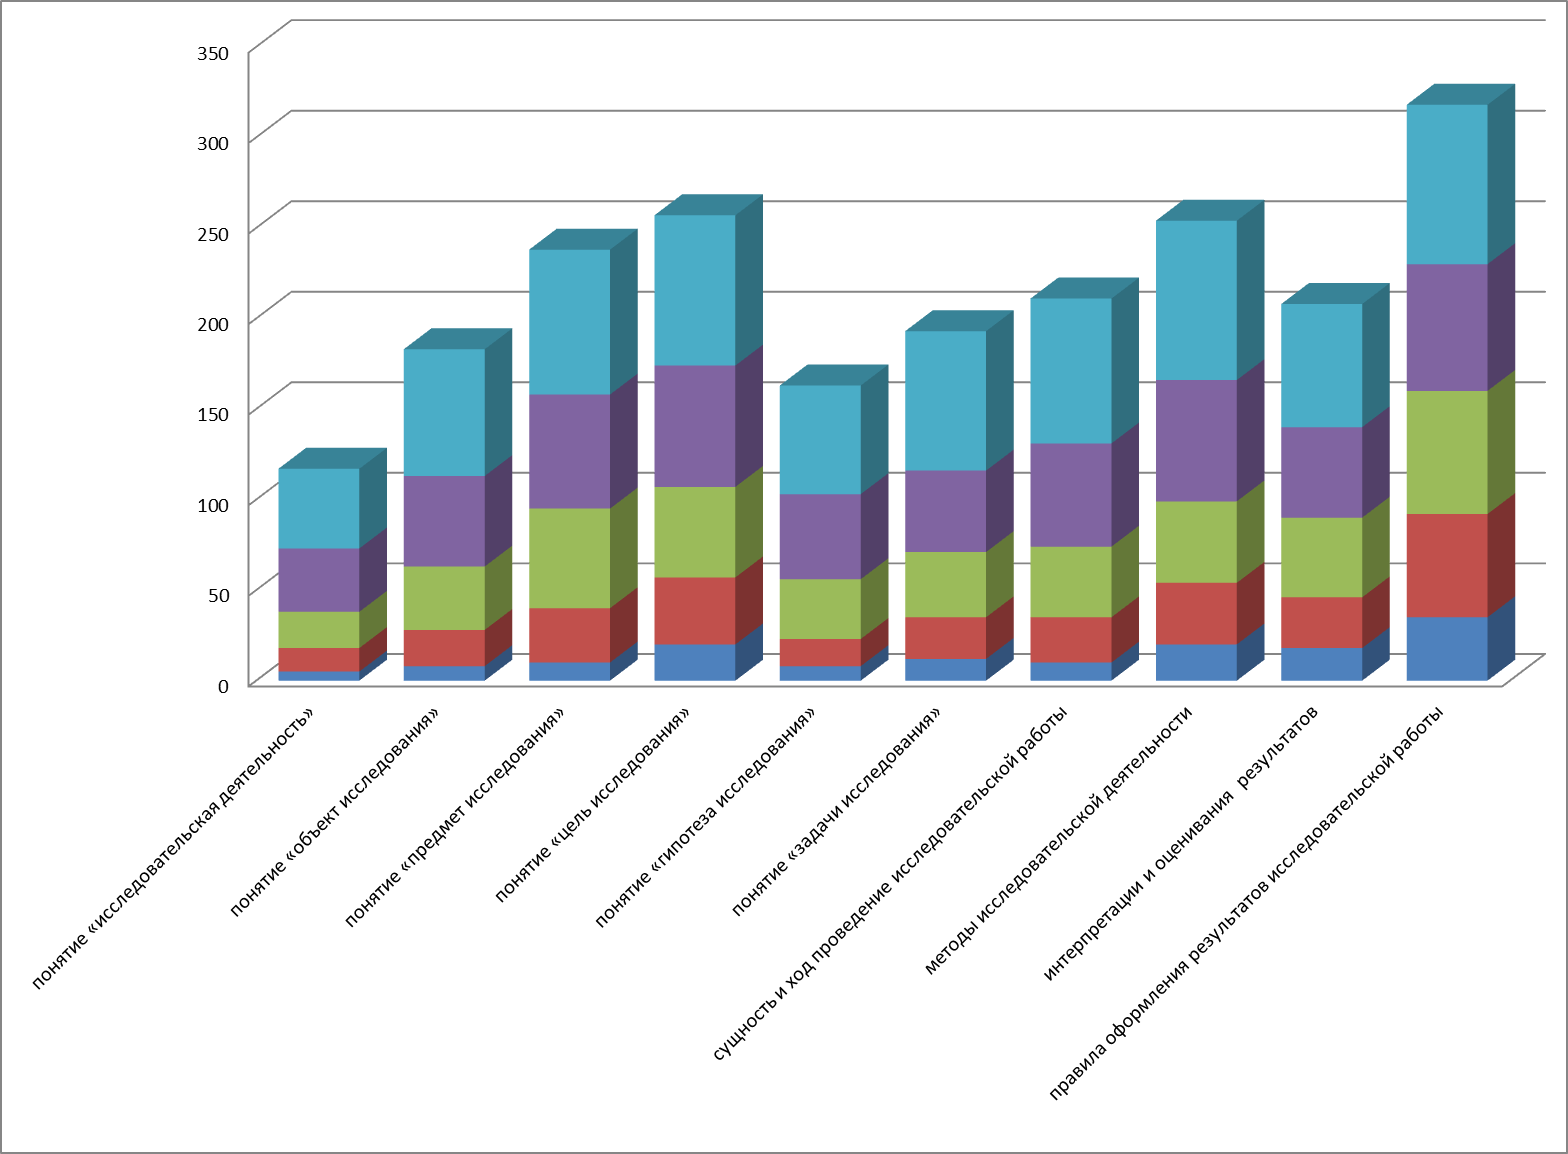 350
300
250
200
150
100
50
0
понятие «исследовательская деятельность»
понятие «объект исследования»
понятие «предмет исследования»
понятие «цель исследования»
понятие «гипотеза исследования»
понятие «задачи исследования»
сущность и ход проведение исследовательской работы
методы исследовательской деятельности
интерпретации и оценивания  результатов
правила оформления результатов исследовательской работы